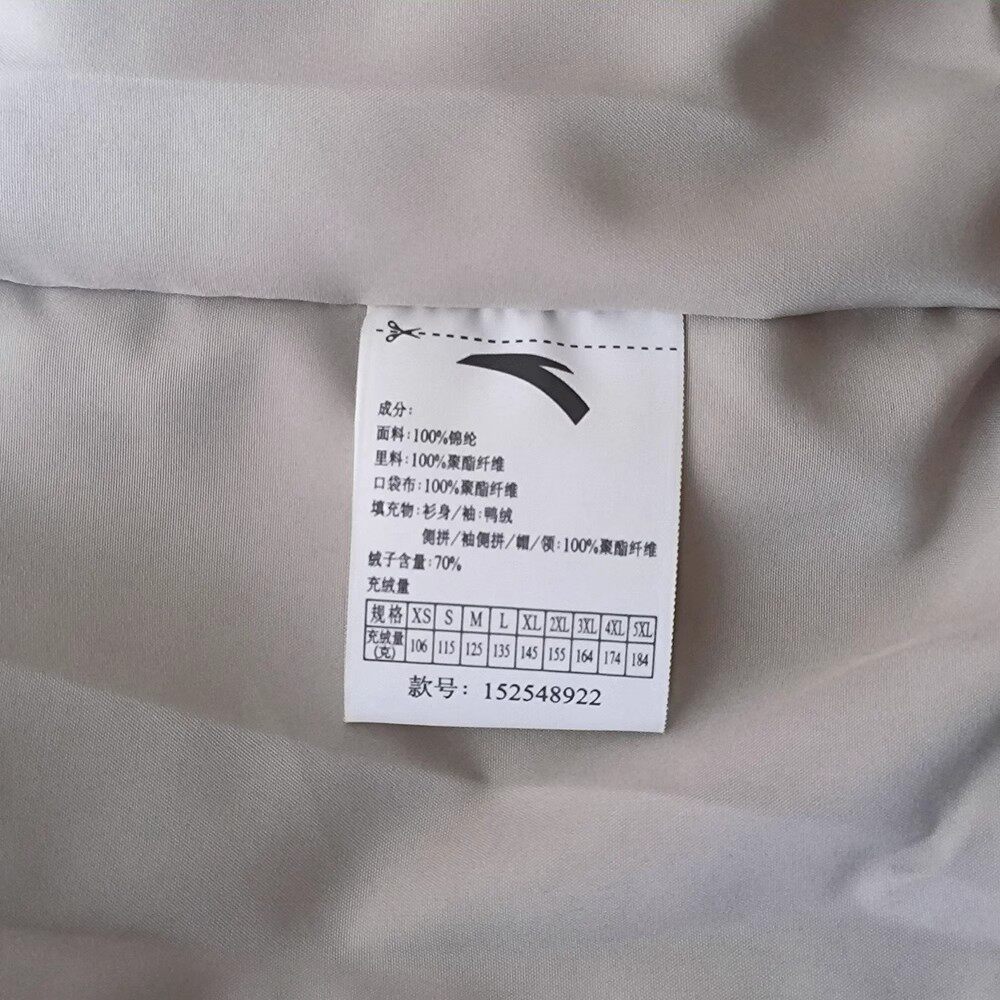 成分:
面料:100%锦纶
里料:100%聚酯纤维
口袋布:100%聚酯纤维
填充物:衫身/袖:鸭绒
侧拼/袖侧拼/帽/领:100%聚酯纤维
绒子含量:70%
充绒量
规格 XS S M L XL 2XL 3XL 4XL 5XL
充绒量(克) 106 115 125 135 145 155 164 174 184
款号: 152548922